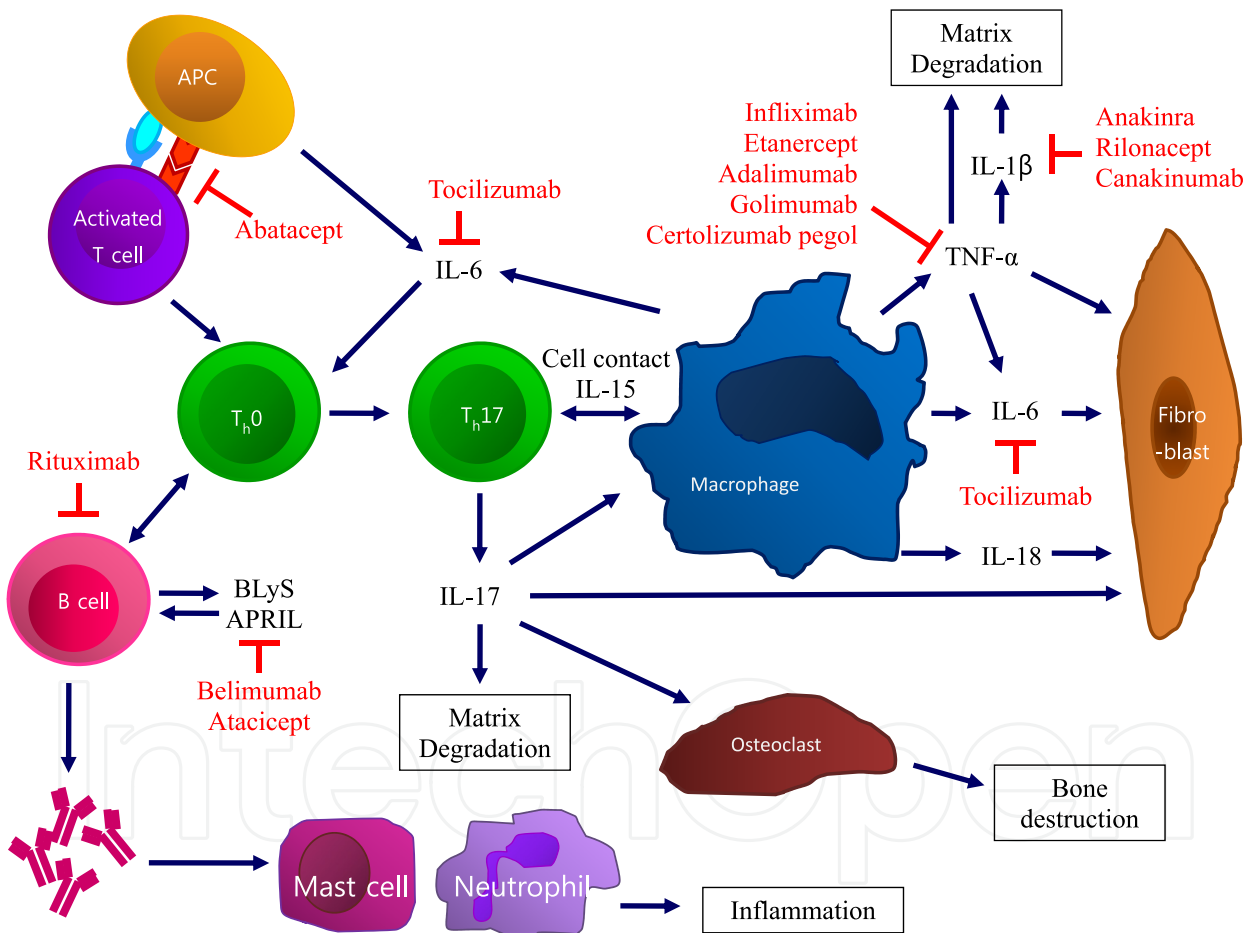 APC
Activated
T cell
Abatacept
Tocilizumab
IL-6
Infliximab
Etanercept
Adalimumab
Golimumab
Certolizumab pegol
Matrix
Degradation
IL-1β
Anakinra
Rilonacept
Canakinumab
TNF-α
Th0
Th17
Cell contact
IL-15
Macrophage
IL-6
Tocilizumab
IL-18
Fibro
-blast
Rituximab
B cell
BLyS
APRIL
Belimumab
Atacicept
IL-17
Matrix
Degradation
Osteoclast
Bone
destruction
Mast cell
Neutrophil
Inflammation
IntechOpen